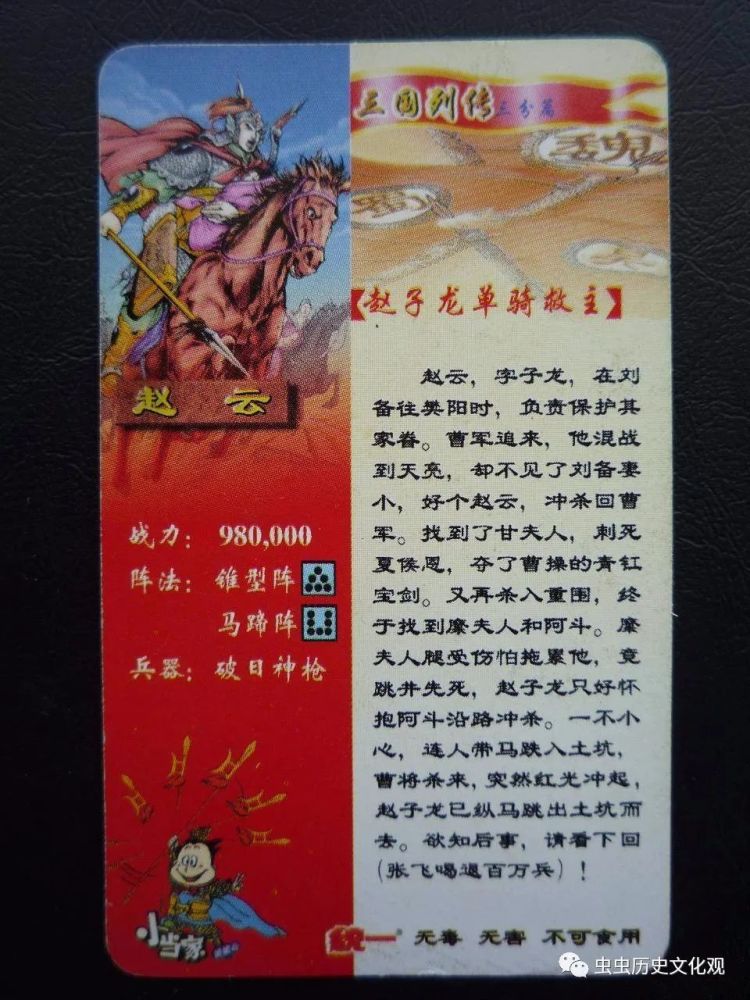 三国列传三分篇
【赵子龙单骑救主】
赵云
战力：980,000
阵法：锥型阵
马蹄阵
兵器：破日神枪
赵云，字子龙，在刘
备往樊阳时，负责保护其
家眷。曹军追来，他混战
到天亮，却不见了刘备妻
小，好个赵云，冲杀回曹
军。找到了甘夫人，刺死
夏侯恩，夺了曹操的青釭
宝剑。又再杀入重围，终
于找到糜夫人和阿斗。糜
夫人腿受伤怕拖累他，竟
跳井先死，赵子龙只好怀
抱阿斗沿路冲杀。一不小
心，连人带马跌入土坑，
曹将杀来，突然红光冲起，
赵子龙已纵马跳出土坑而
去。欲知后事，请看下回
(张飞喝退百万兵)！
小当家
统一® 无毒 无害 不可食用
虫虫历史文化观